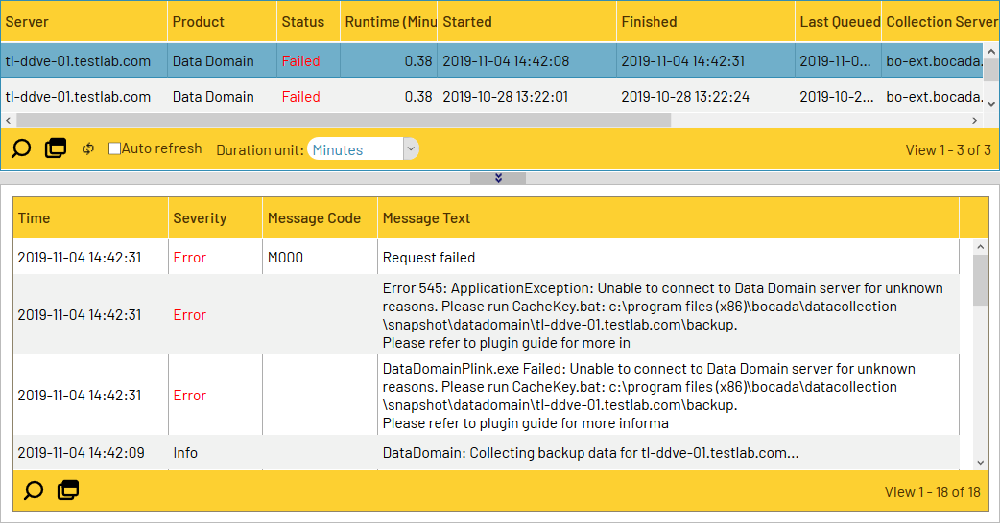 Server Product Status Runtime (Minu Started Finished Last Queued Collection Server
tl-ddve-01.testlab.com Data Domain Failed 0.38 2019-11-04 14:42:08 2019-11-04 14:42:31 2019-11-0... bo-ext.bocada.
tl-ddve-01.testlab.com Data Domain Failed 0.38 2019-10-28 13:22:01 2019-10-28 13:22:24 2019-10-2... bo-ext.bocada.
Auto refresh Duration unit: Minutes View 1 - 3 of 3
Time Severity Message Code Message Text
2019-11-04 14:42:31 Error M000 Request failed
Error 545: ApplicationException: Unable to connect to Data Domain server for unknown
reasons. Please run CacheKey.bat: c:\program files (x86)\bocada\datacollection
2019-11-04 14:42:31 Error
\snapshot\datadomain\tl-ddve-01.testlab.com\backup.
Please refer to plugin guide for more in
DataDomainPlink.exe Failed: Unable to connect to Data Domain server for unknown
reasons. Please run CacheKey.bat: c:\program files (x86)\bocada\datacollection
2019-11-04 14:42:31 Error
\snapshot\datadomain\tl-ddve-01.testlab.com\backup.
Please refer to plugin guide for more informa
2019-11-04 14:42:09 Info DataDomain: Collecting backup data for tl-ddve-01.testlab.com...
View 1 - 18 of 18